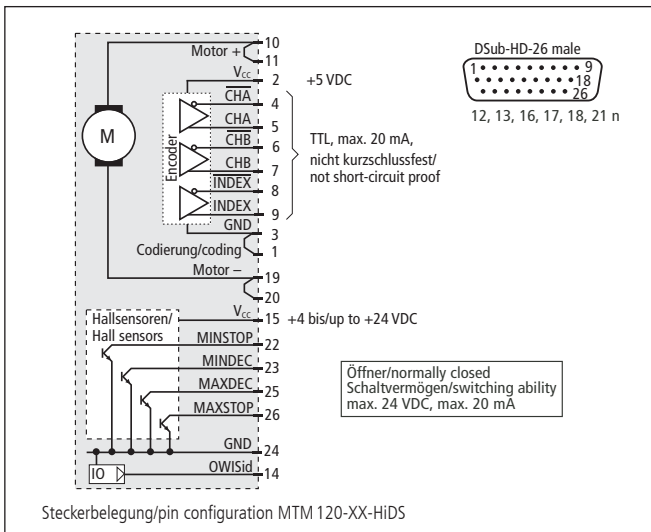 10
Motor +
11
Vcc
2
+5 VDC
CHA
4
CHA
5
CHB
6
CHB
7
INDEX
8
INDEX
9
GND
3
Codierung/coding
1
Motor –
19
20
M
Encoder
TTL, max. 20 mA,
nicht kurzschlussfest/
not short-circuit proof
DSub-HD-26 male
1
9
18
26
12, 13, 16, 17, 18, 21 n
Hallsensoren/
Hall sensors
Vcc
15
+4 bis/up to +24 VDC
MINSTOP
22
MINDEC
23
MAXDEC
25
MAXSTOP
26
GND
24
IO
OWISid
14
Öffner/normally closed
Schaltvermögen/switching ability
max. 24 VDC, max. 20 mA
Steckerbelegung/pin configuration MTM 120-XX-HiDS